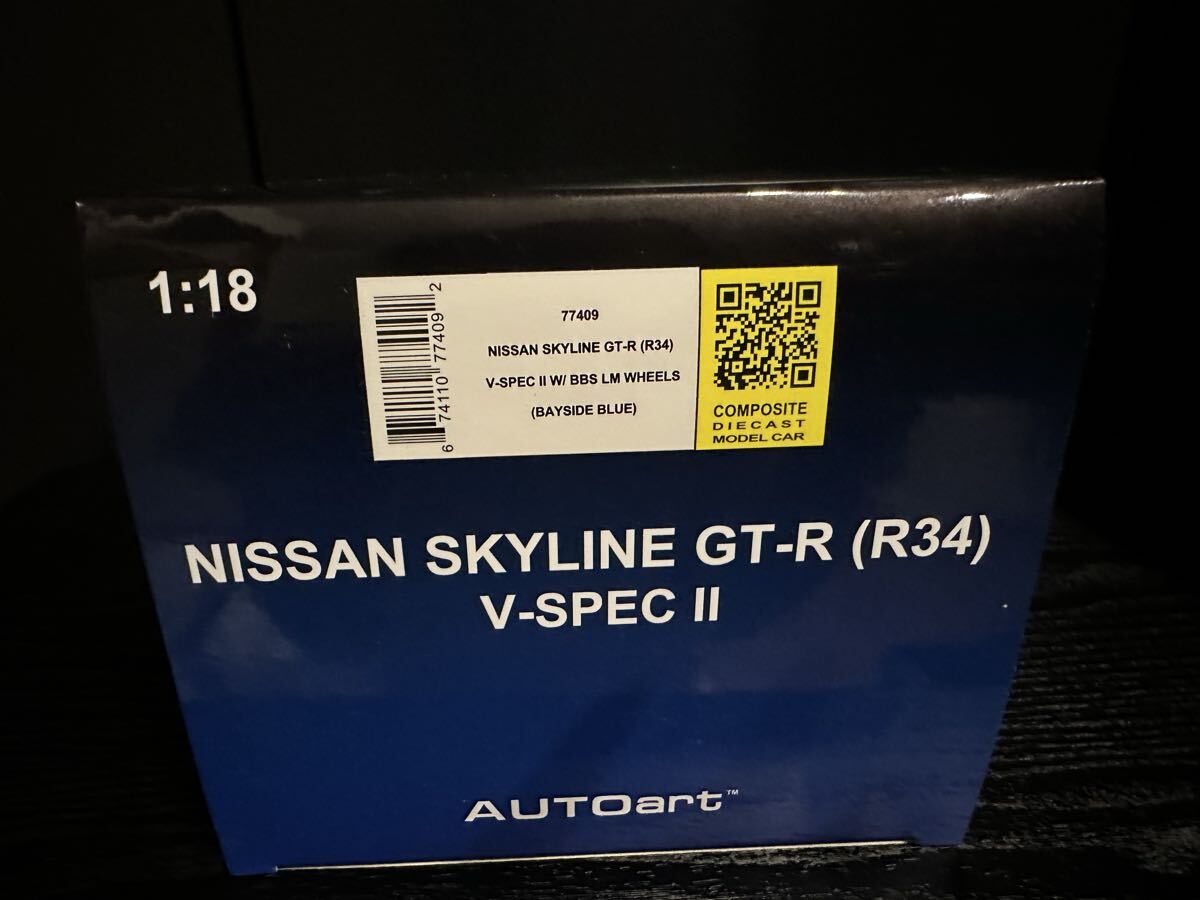 1:18
6 74110 77409 2
77409
NISSAN SKYLINE GT-R (R34)
V-SPEC II W/ BBS LM WHEELS
(BAYSIDE BLUE)
COMPOSITE
DIECAST
MODEL CAR
NISSAN SKYLINE GT-R (R34)
V-SPEC II
AUTOart™